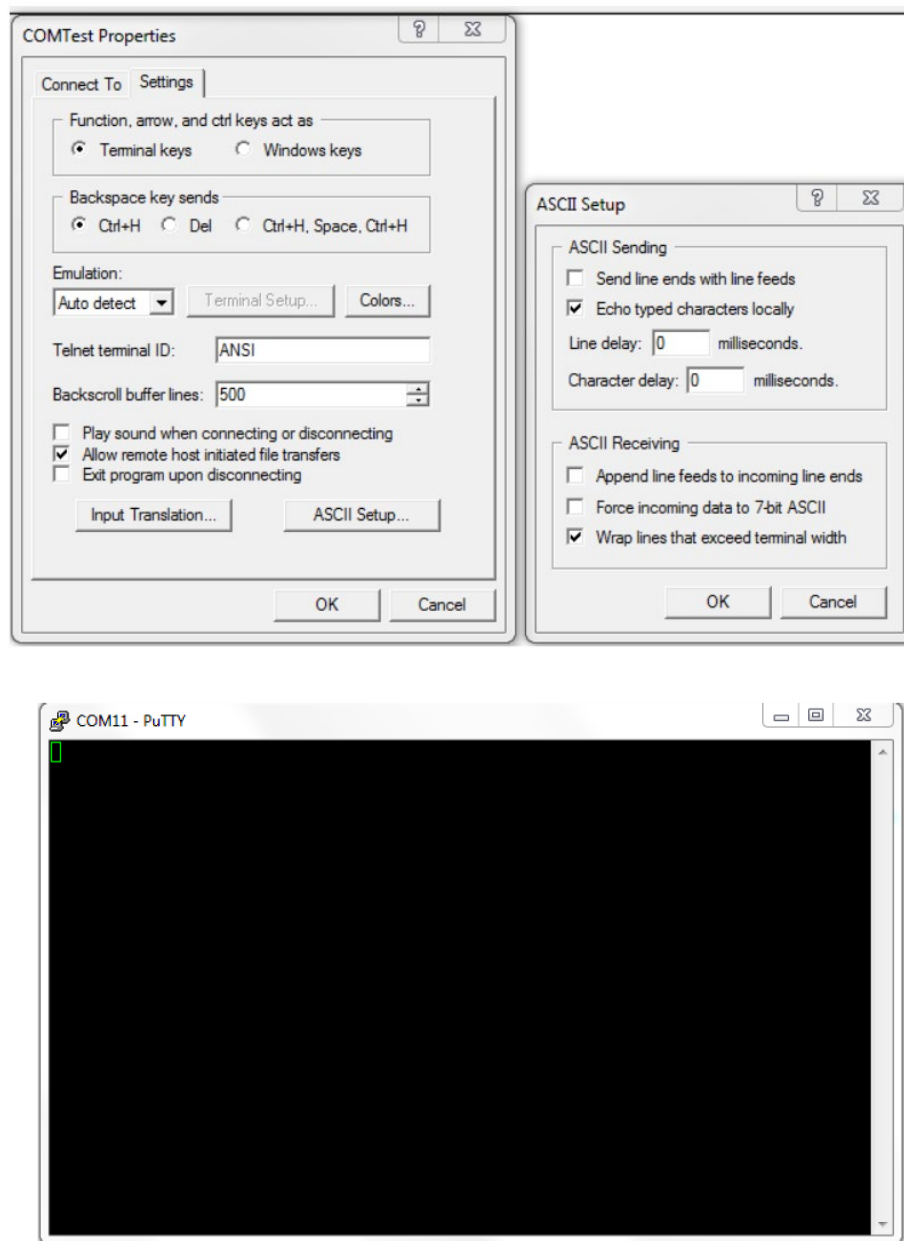 COMTest Properties
Connect To Settings
Function, arrow, and ctrl keys act as
Terminal keys Windows keys
Backspace key sends
Ctrl+H Del Ctrl+H, Space, Ctrl+H
Emulation:
Auto detect Terminal Setup... Colors...
Telnet terminal ID: ANSI
Backscroll buffer lines: 500
Play sound when connecting or disconnecting
Allow remote host initiated file transfers
Exit program upon disconnecting
Input Translation... ASCII Setup...
OK Cancel
ASCII Setup
ASCII Sending
Send line ends with line feeds
Echo typed characters locally
Line delay: 0 milliseconds.
Character delay: 0 milliseconds.
ASCII Receiving
Append line feeds to incoming line ends
Force incoming data to 7-bit ASCII
Wrap lines that exceed terminal width
OK Cancel
COM11 - PuTTY